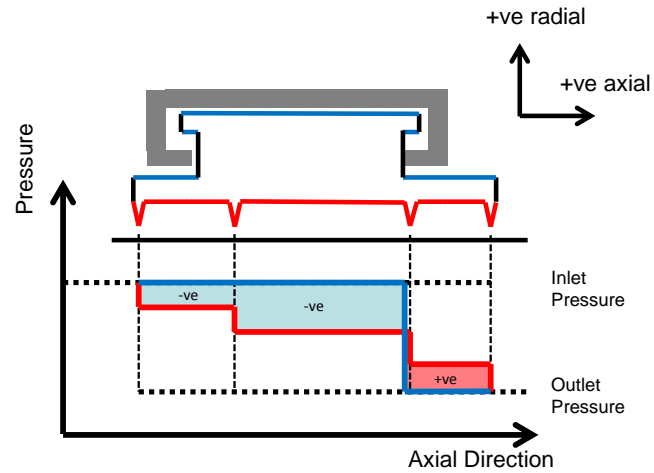 +ve radial
+ve axial
Pressure
Inlet
Pressure
-ve
-ve
+ve
Outlet
Pressure
Axial Direction